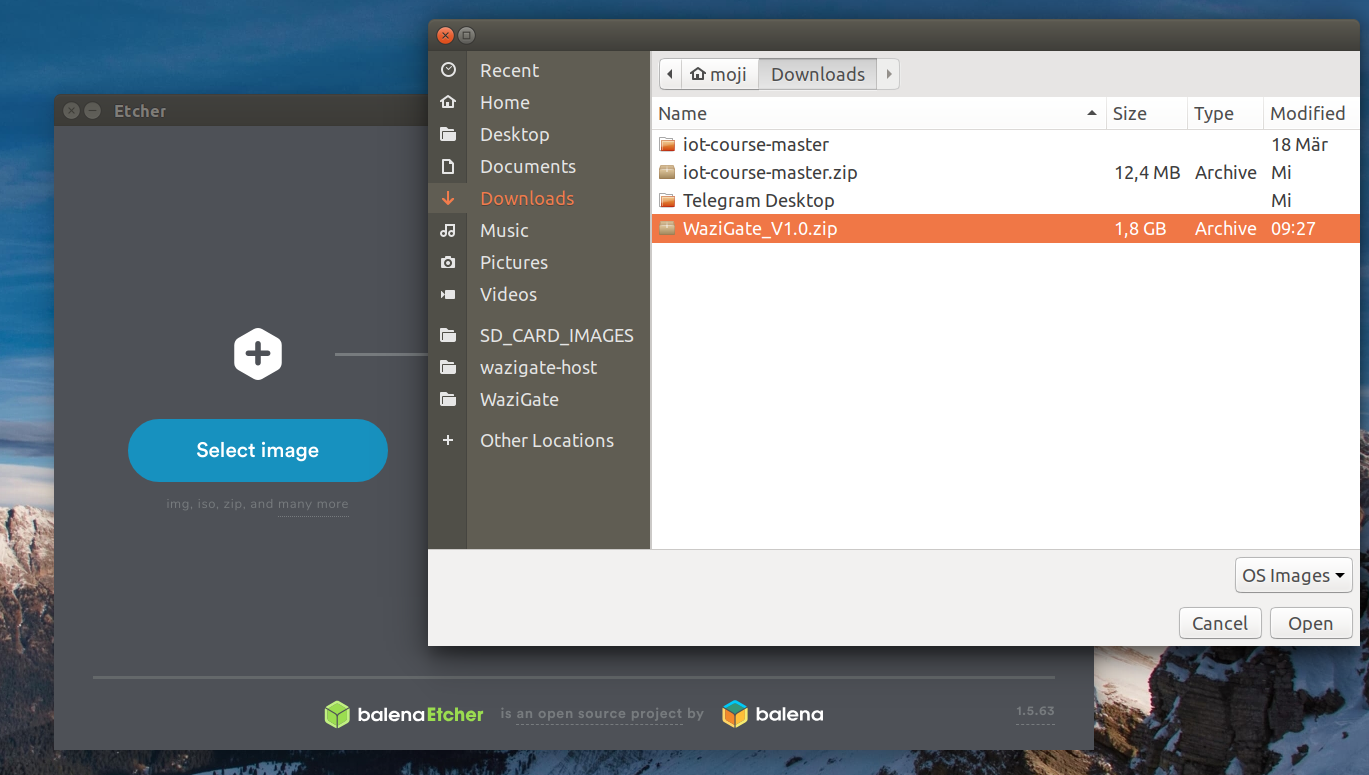 Etcher
Select image
img, iso, zip, and many more
balenaEtcher is an open source project by balena
1.5.63
Recent
Home
Desktop
Documents
Downloads
Music
Pictures
Videos
SD_CARD_IMAGES
wazigate-host
WaziGate
Other Locations
moji Downloads
Name Size Type Modified
iot-course-master 18 Mär
iot-course-master.zip 12,4 MB Archive Mi
Telegram Desktop Mi
WaziGate_V1.0.zip 1,8 GB Archive 09:27
OS Images
Cancel Open